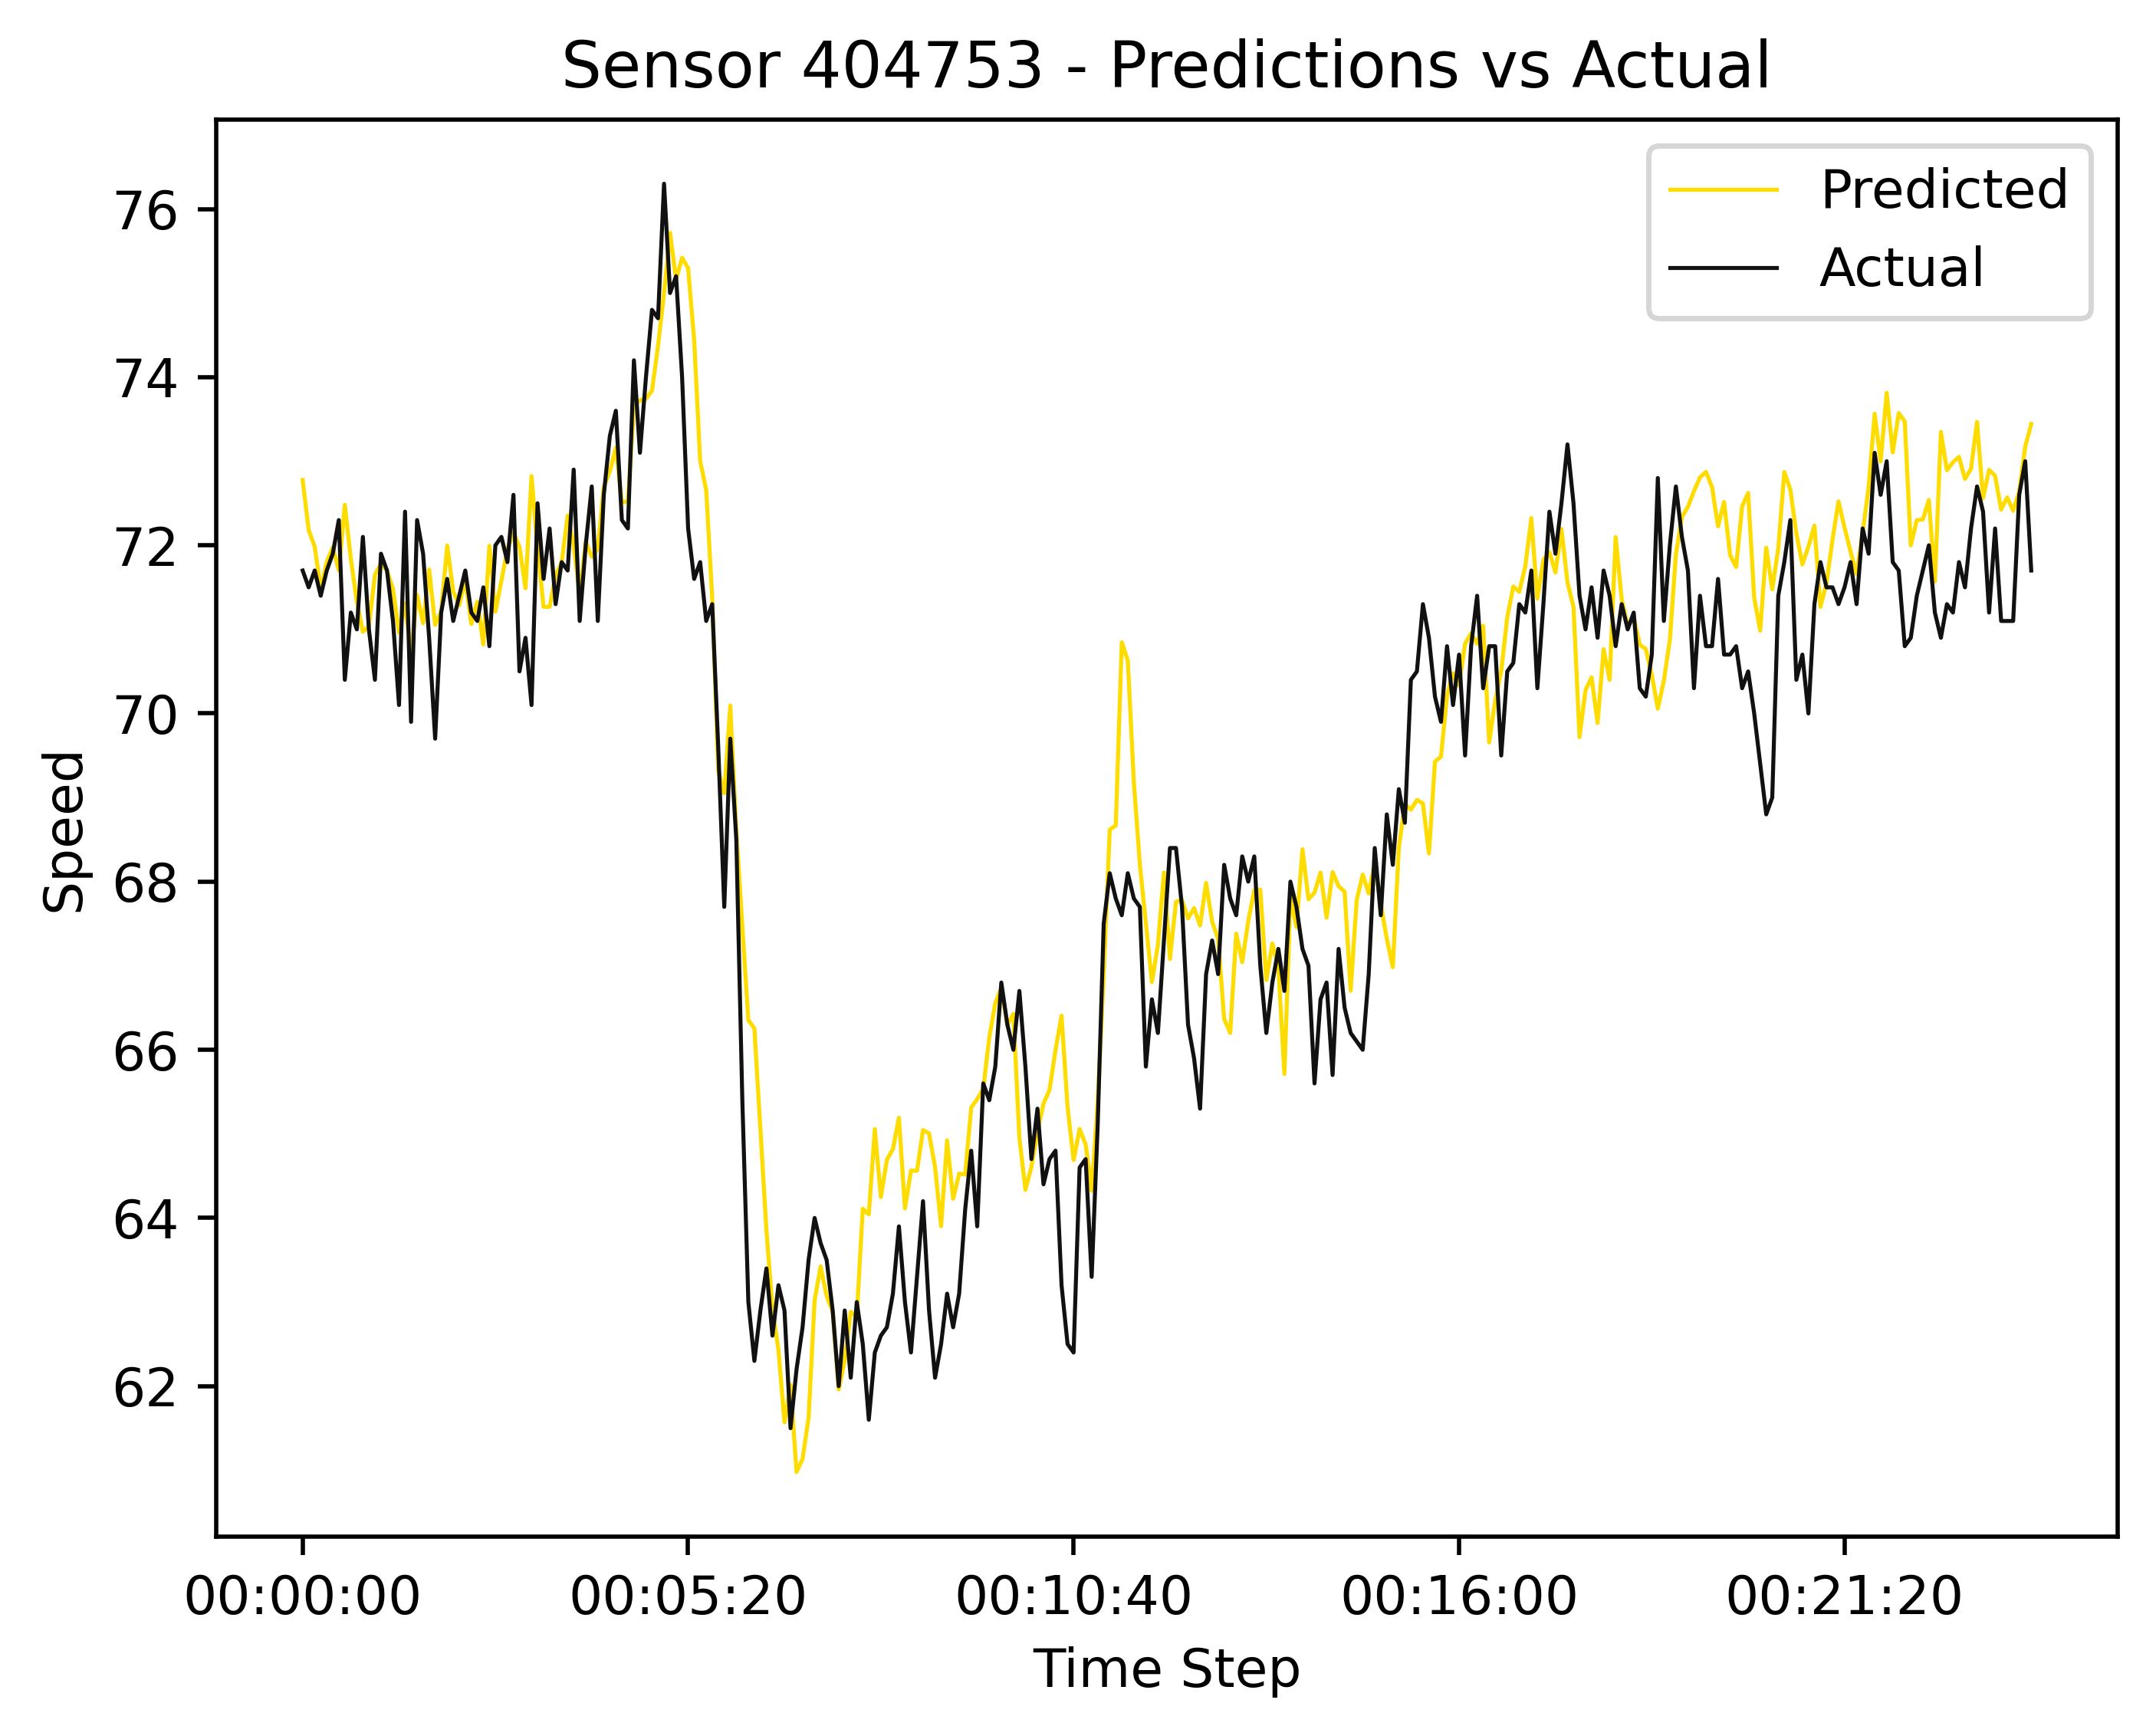 Sensor 404753 - Predictions vs Actual
Predicted
Actual
76
74
72
70
68
66
64
62
Speed
00:00:00 00:05:20 00:10:40 00:16:00 00:21:20
Time Step